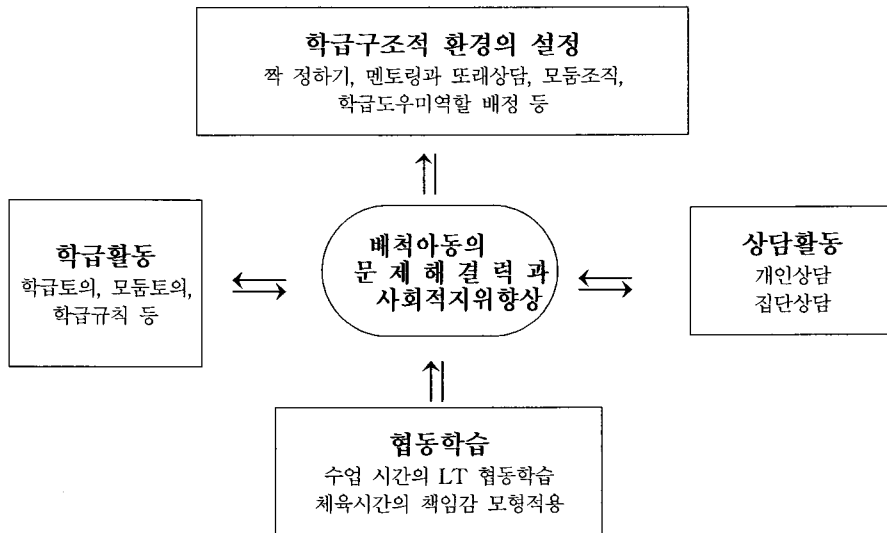 학급구조적 환경의 설정
짝 정하기, 멘토링과 또래상담, 모둠조직,
학급도우미역할 배정 등
학급활동
학급토의, 모둠토의,
학급규칙 등
배척아동의
문 제 해 결 력 과
사회적지위향상
상담활동
개인상담
집단상담
협동학습
수업 시간의 LT 협동학습
체육시간의 책임감 모형적용